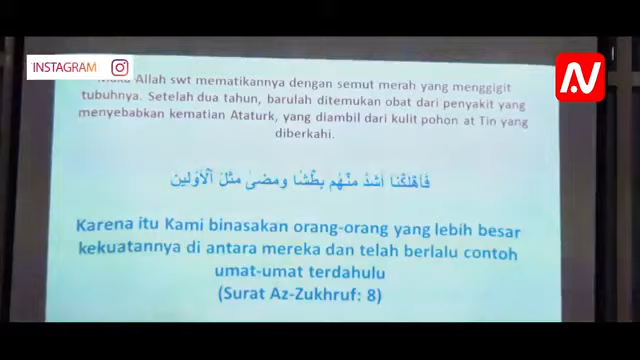 INSTAGRAM
N
Allah swt mematikannya dengan semut merah yang menggigit
tubuhnya. Setelah dua tahun, barulah ditemukan obat dari penyakit yang
menyebabkan kematian Ataturk, yang diambil dari kulit pohon at Tin yang
diberkahi.
فَأَهْلَكْنَا أَشَدَّ مِنْهُم بَطْشًا وَمَضَىٰ مَثَلُ الْأَوَّلِينَ
Karena itu Kami binasakan orang-orang yang lebih besar
kekuatannya di antara mereka dan telah berlalu contoh
umat-umat terdahulu
(Surat Az-Zukhruf: 8)